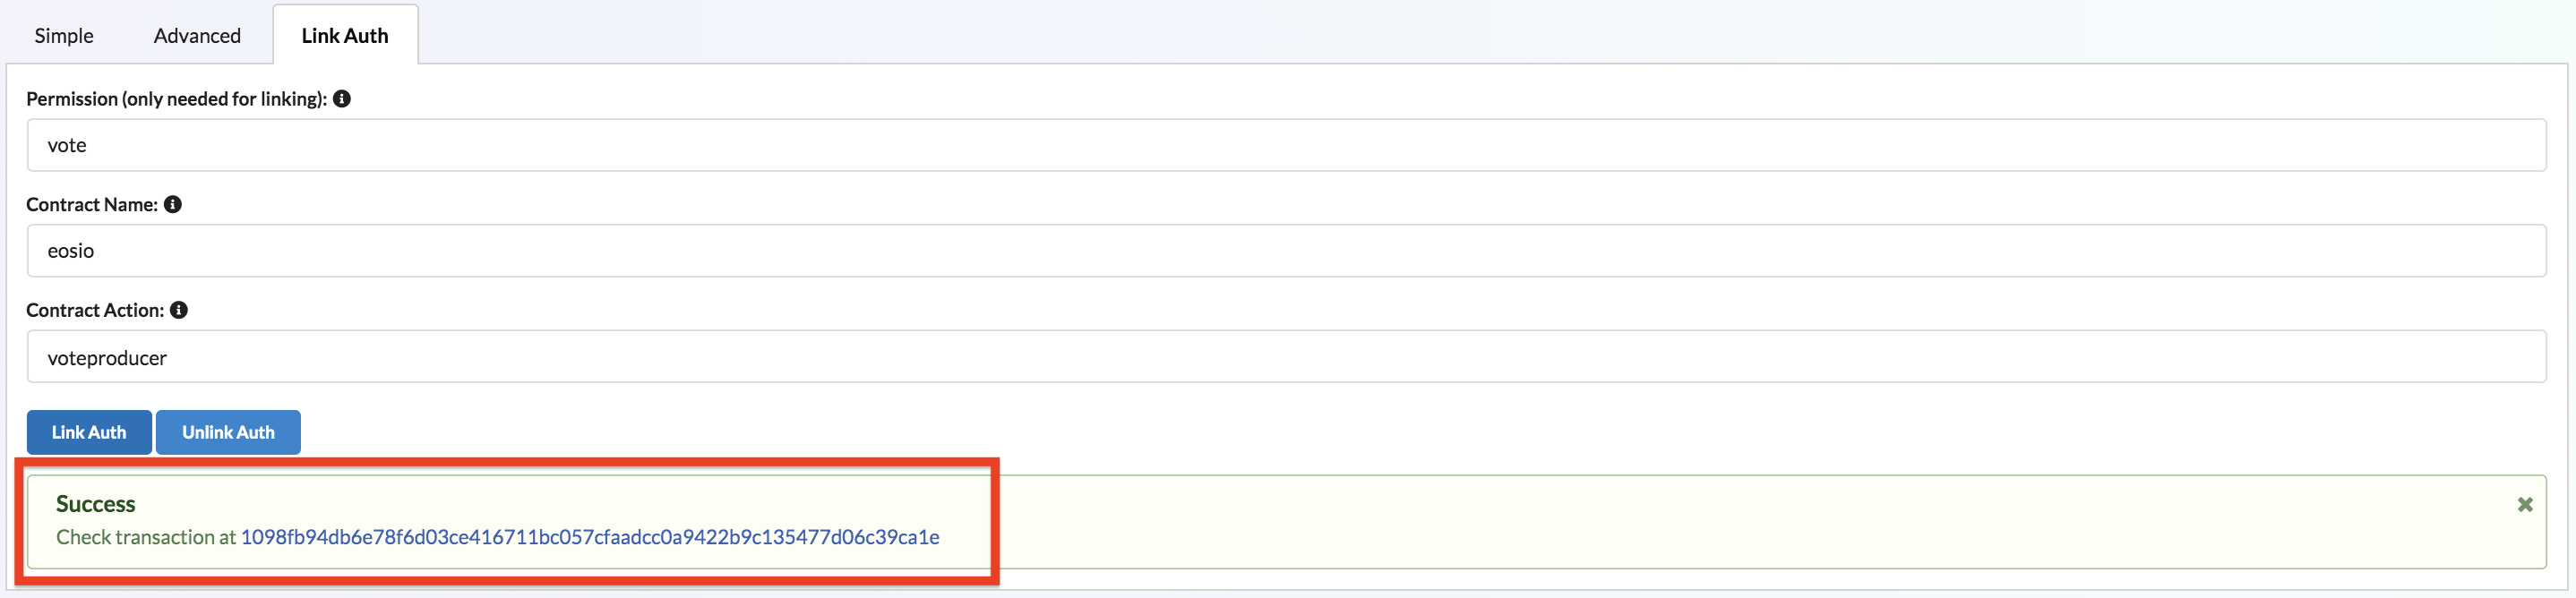 Simple Advanced Link Auth
Permission (only needed for linking):
vote
Contract Name:
eosio
Contract Action:
voteproducer
Link Auth Unlink Auth
Success
Check transaction at 1098fb94db6e78f6d03ce416711bc057cfaadcc0a9422b9c135477d06c39ca1e